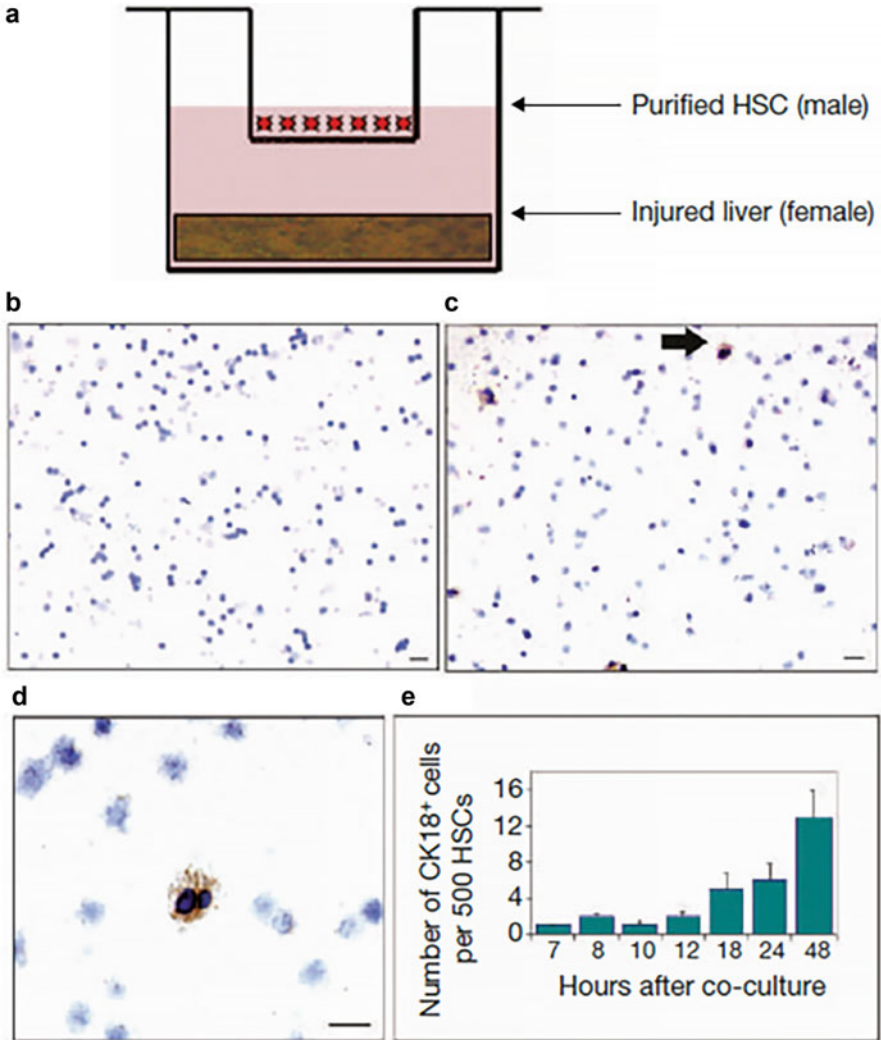 a
Purified HSC (male)
Injured liver (female)
b
c
d
e
Number of CK18⁺ cells
per 500 HSCs
16
12
8
4
0
7 8 10 12 18 24 48
Hours after co-culture